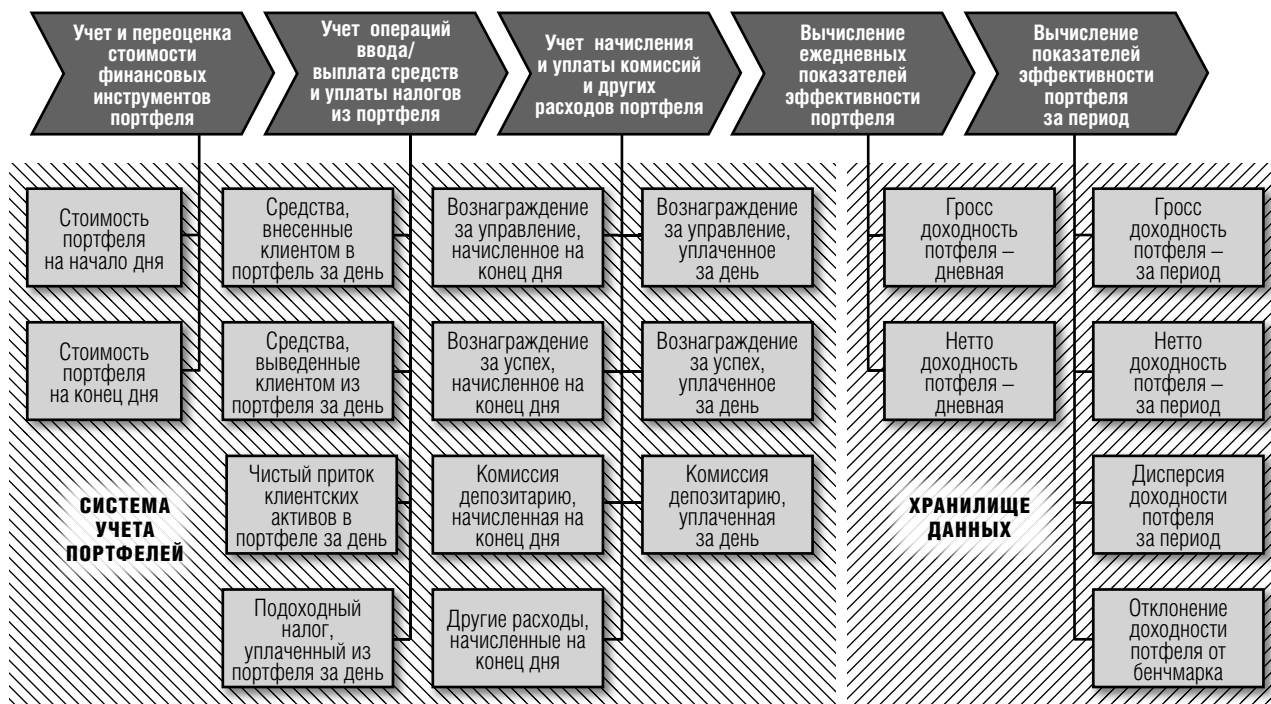 Учет и переоценка
стоимости
финансовых
инструментов
портфеля
Учет операций
ввода/
выплата средств
и уплаты налогов
из портфеля
Учет начисления
и уплаты комиссий
и других
расходов портфеля
Вычисление
ежедневных
показателей
эффективности
портфеля
Вычисление
показателей
эффективности
портфеля
за период
Стоимость
портфеля
на начало дня
Стоимость
портфеля
на конец дня
СИСТЕМА
УЧЕТА
ПОРТФЕЛЕЙ
Средства,
внесенные
клиентом в
портфель за день
Средства,
выведенные
клиентом из
портфеля за день
Чистый приток
клиентских
активов в
портфеле за день
Подоходный
налог,
уплаченный из
портфеля за день
Вознаграждение
за управление,
начисленное на
конец дня
Вознаграждение
за успех,
начисленное на
конец дня
Комиссия
депозитарию,
начисленная на
конец дня
Другие расходы,
начисленные на
конец дня
Вознаграждение
за управление,
уплаченное
за день
Вознаграждение
за успех,
уплаченное
за день
Комиссия
депозитарию,
уплаченная
за день
Гросс
доходность
потфеля –
дневная
Нетто
доходность
потфеля –
дневная
ХРАНИЛИЩЕ
ДАННЫХ
Гросс
доходность
потфеля –
за период
Нетто
доходность
потфеля –
за период
Дисперсия
доходности
потфеля
за период
Отклонение
доходности
потфеля от
бенчмарка